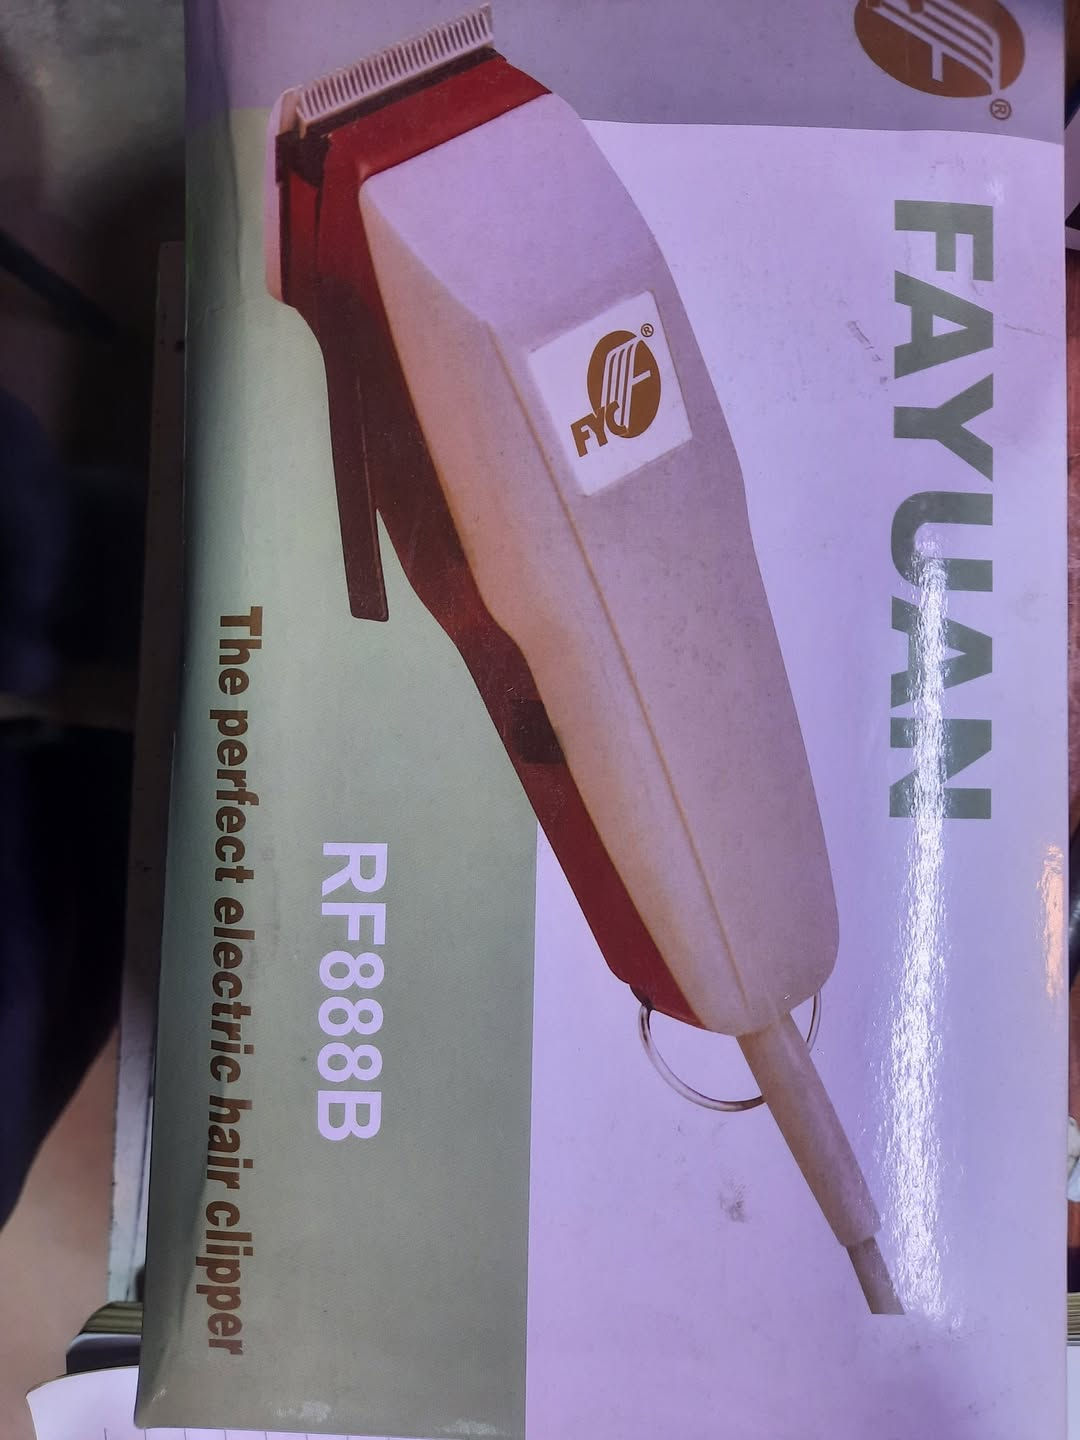 ®
FAYUAN
FYC
®
RF888B
The perfect electric hair clipper